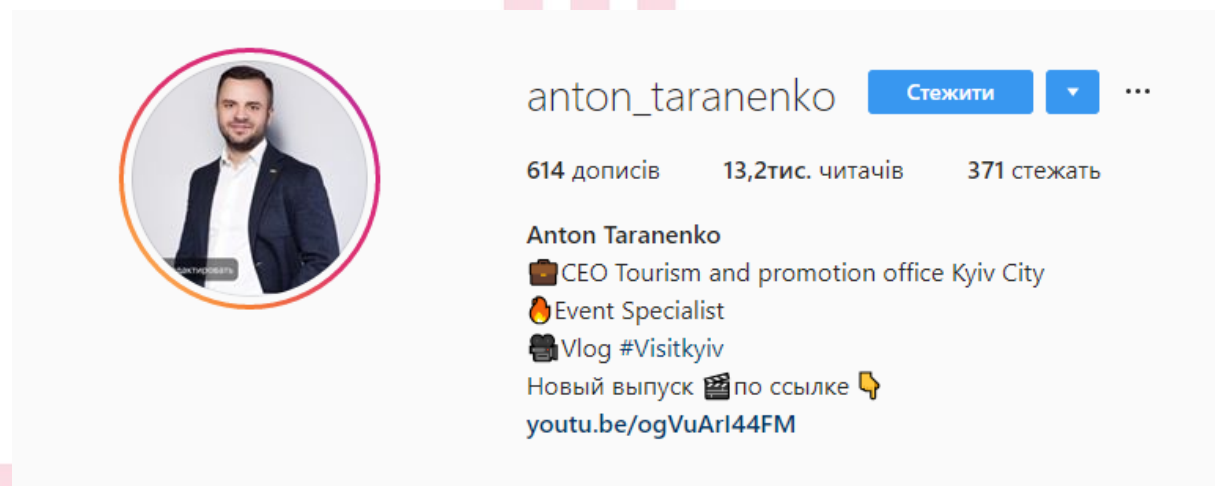 anton_taranenko Стежити
614 дописів 13,2тис. читачів 371 стежать
Anton Taranenko
💼CEO Tourism and promotion office Kyiv City
🔥Event Specialist
🎥Vlog #Visitkyiv
Новый выпуск 🎬по ссылке 👇
youtu.be/ogVuArI44FM